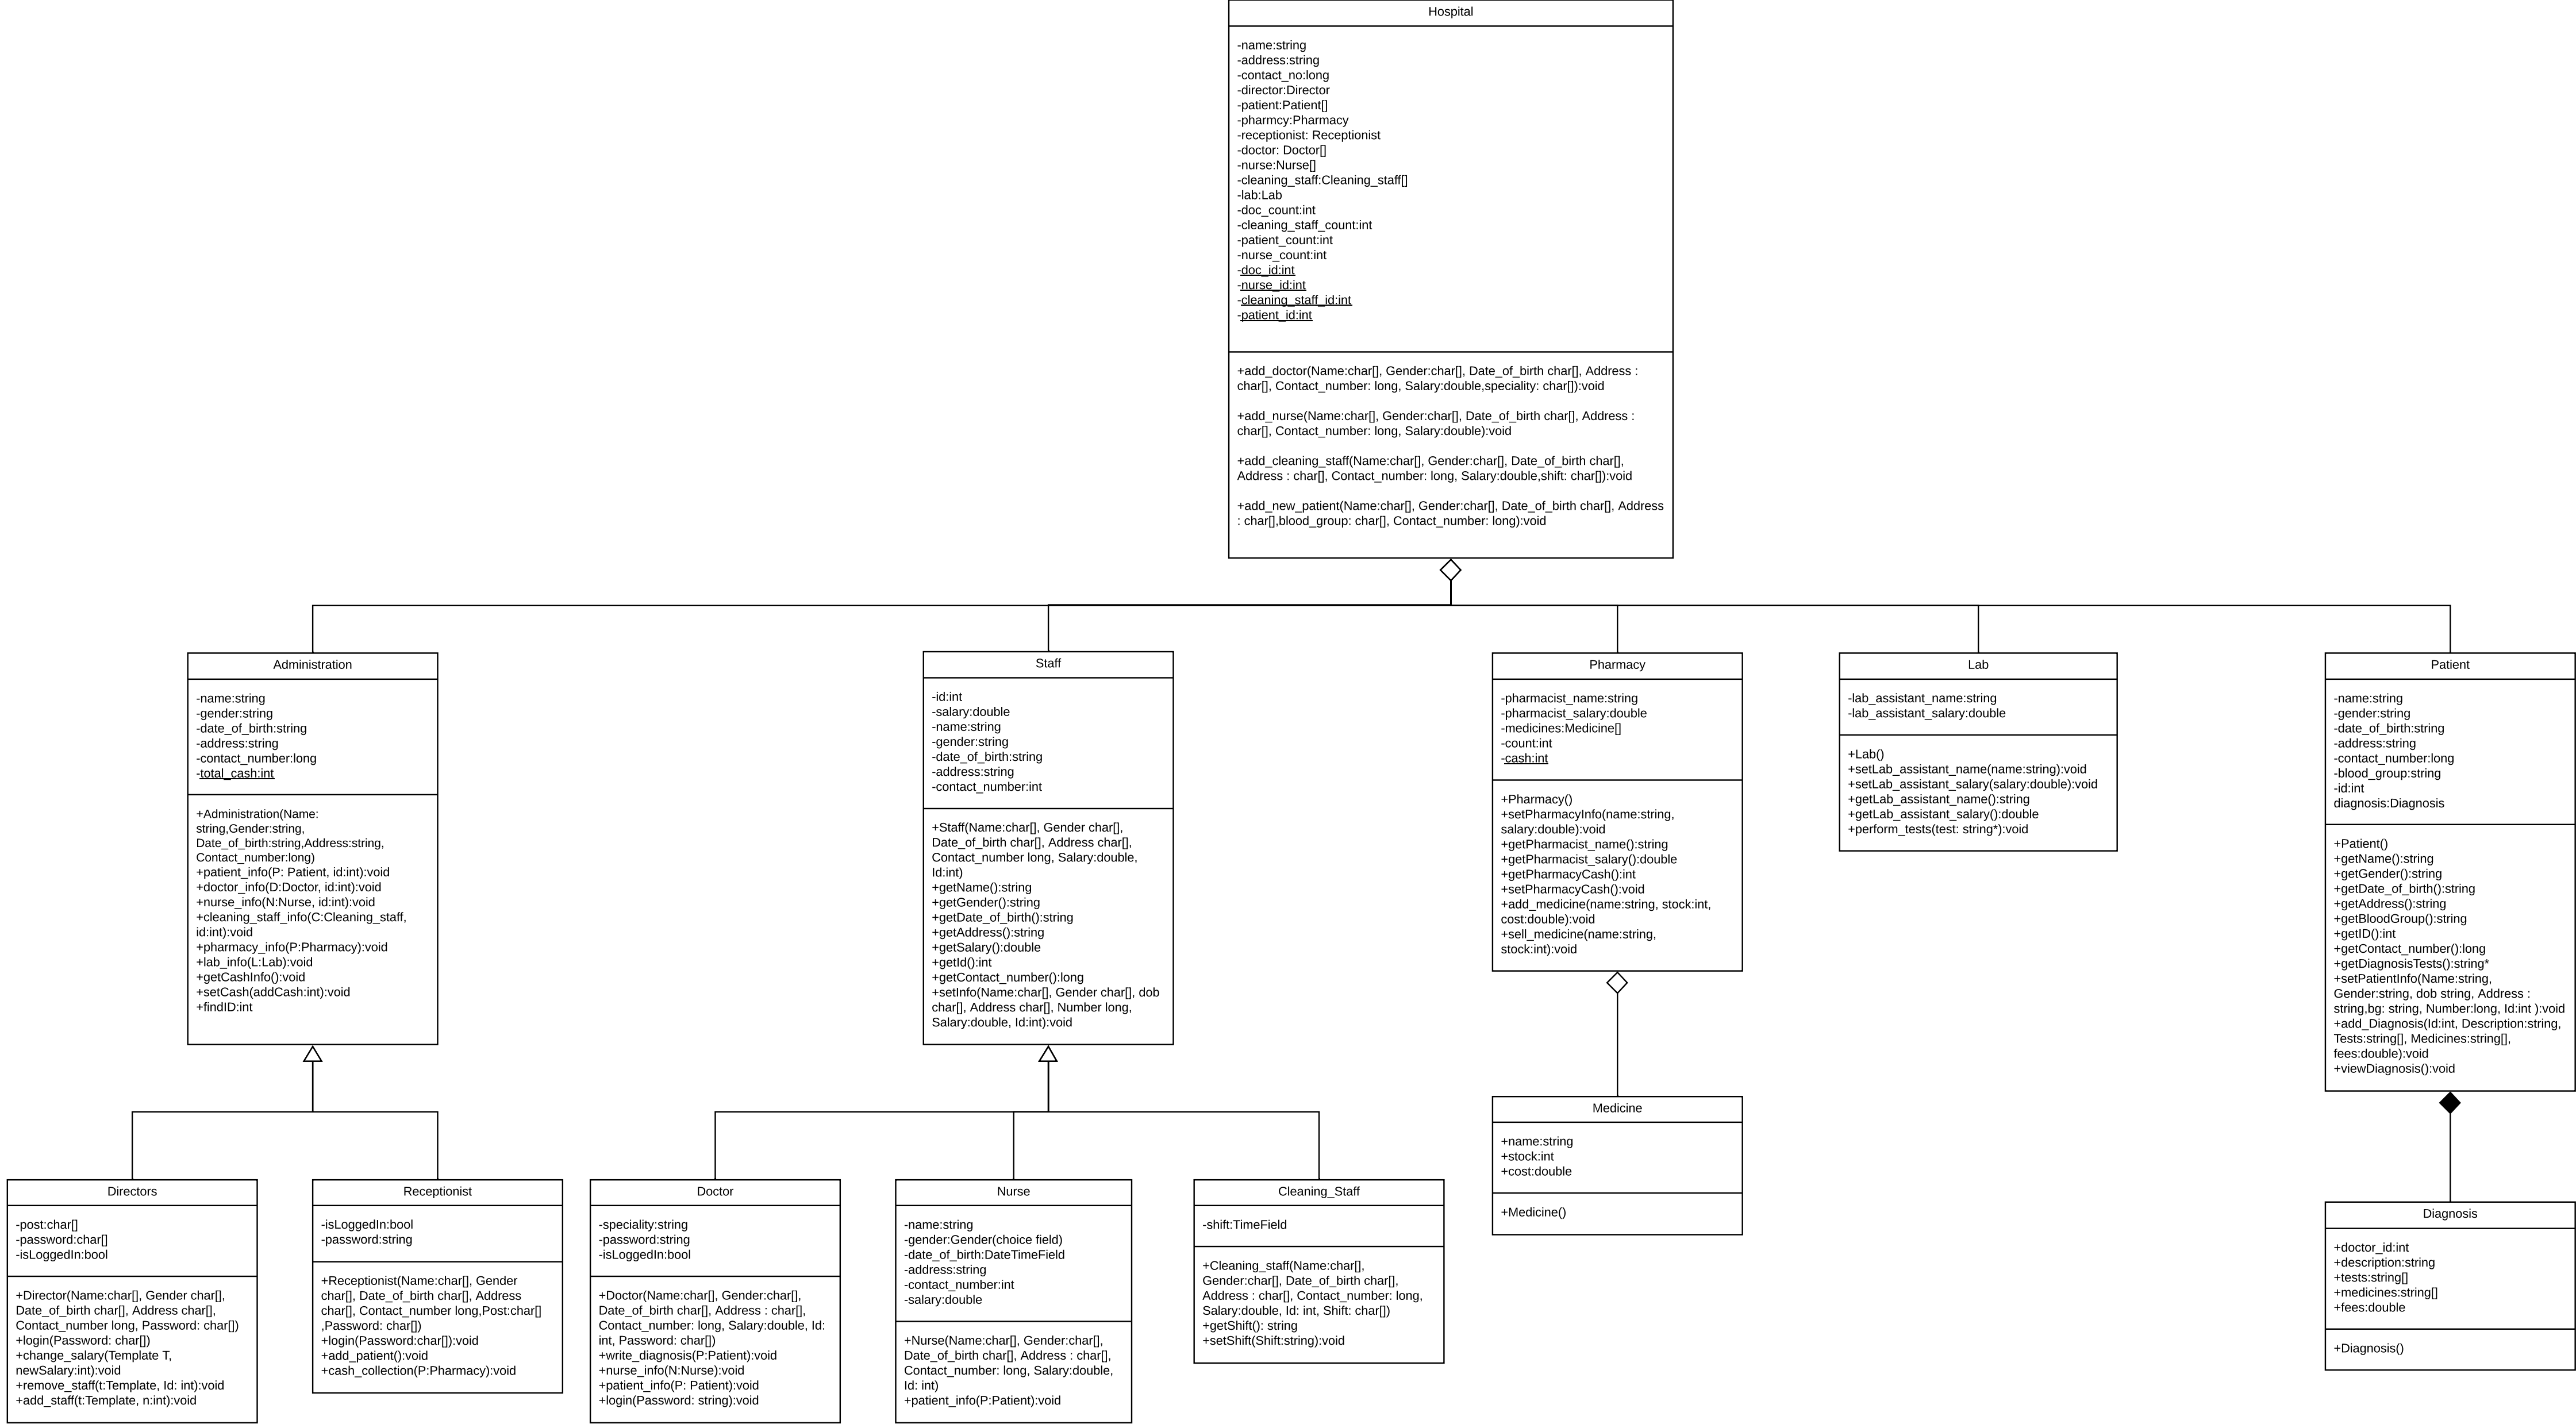 Hospital
-name:string
-address:string
-contact_no:long
-director:Director
-patient:Patient[]
-pharmcy:Pharmacy
-receptionist: Receptionist
-doctor: Doctor[]
-nurse:Nurse[]
-cleaning_staff:Cleaning_staff[]
-lab:Lab
-doc_count:int
-cleaning_staff_count:int
-patient_count:int
-nurse_count:int
-doc_id:int
-nurse_id:int
-cleaning_staff_id:int
-patient_id:int
+add_doctor(Name:char[], Gender:char[], Date_of_birth char[], Address :
char[], Contact_number: long, Salary:double,speciality: char[]):void
+add_nurse(Name:char[], Gender:char[], Date_of_birth char[], Address :
char[], Contact_number: long, Salary:double):void
+add_cleaning_staff(Name:char[], Gender:char[], Date_of_birth char[],
Address : char[], Contact_number: long, Salary:double,shift: char[]):void
+add_new_patient(Name:char[], Gender:char[], Date_of_birth char[], Address
: char[],blood_group: char[], Contact_number: long):void
Administration
-name:string
-gender:string
-date_of_birth:string
-address:string
-contact_number:long
-total_cash:int
+Administration(Name:
string,Gender:string,
Date_of_birth:string,Address:string,
Contact_number:long)
+patient_info(P: Patient, id:int):void
+doctor_info(D:Doctor, id:int):void
+nurse_info(N:Nurse, id:int):void
+cleaning_staff_info(C:Cleaning_staff,
id:int):void
+pharmacy_info(P:Pharmacy):void
+lab_info(L:Lab):void
+getCashInfo():void
+setCash(addCash:int):void
+findID:int
Staff
-id:int
-salary:double
-name:string
-gender:string
-date_of_birth:string
-address:string
-contact_number:int
+Staff(Name:char[], Gender char[],
Date_of_birth char[], Address char[],
Contact_number long, Salary:double,
Id:int)
+getName():string
+getGender():string
+getDate_of_birth():string
+getAddress():string
+getSalary():double
+getId():int
+getContact_number():long
+setInfo(Name:char[], Gender char[], dob
char[], Address char[], Number long,
Salary:double, Id:int):void
Pharmacy
-pharmacist_name:string
-pharmacist_salary:double
-medicines:Medicine[]
-count:int
-cash:int
+Pharmacy()
+setPharmacyInfo(name:string,
salary:double):void
+getPharmacist_name():string
+getPharmacist_salary():double
+getPharmacyCash():int
+setPharmacyCash():void
+add_medicine(name:string, stock:int,
cost:double):void
+sell_medicine(name:string,
stock:int):void
Lab
-lab_assistant_name:string
-lab_assistant_salary:double
+Lab()
+setLab_assistant_name(name:string):void
+setLab_assistant_salary(salary:double):void
+getLab_assistant_name():string
+getLab_assistant_salary():double
+perform_tests(test: string*):void
Patient
-name:string
-gender:string
-date_of_birth:string
-address:string
-contact_number:long
-blood_group:string
-id:int
diagnosis:Diagnosis
+Patient()
+getName():string
+getGender():string
+getDate_of_birth():string
+getAddress():string
+getBloodGroup():string
+getID():int
+getContact_number():long
+getDiagnosisTests():string*
+setPatientInfo(Name:string,
Gender:string, dob string, Address :
string,bg: string, Number:long, Id:int ):void
+add_Diagnosis(Id:int, Description:string,
Tests:string[], Medicines:string[],
fees:double):void
+viewDiagnosis():void
Directors
-post:char[]
-password:char[]
-isLoggedIn:bool
+Director(Name:char[], Gender char[],
Date_of_birth char[], Address char[],
Contact_number long, Password: char[])
+login(Password: char[])
+change_salary(Template T,
newSalary:int):void
+remove_staff(t:Template, Id: int):void
+add_staff(t:Template, n:int):void
Receptionist
-isLoggedIn:bool
-password:string
+Receptionist(Name:char[], Gender
char[], Date_of_birth char[], Address
char[], Contact_number long,Post:char[]
,Password: char[])
+login(Password:char[]):void
+add_patient():void
+cash_collection(P:Pharmacy):void
Doctor
-speciality:string
-password:string
-isLoggedIn:bool
+Doctor(Name:char[], Gender:char[],
Date_of_birth char[], Address : char[],
Contact_number: long, Salary:double, Id:
int, Password: char[])
+write_diagnosis(P:Patient):void
+nurse_info(N:Nurse):void
+patient_info(P: Patient):void
+login(Password: string):void
Nurse
-name:string
-gender:Gender(choice field)
-date_of_birth:DateTimeField
-address:string
-contact_number:int
-salary:double
+Nurse(Name:char[], Gender:char[],
Date_of_birth char[], Address : char[],
Contact_number: long, Salary:double,
Id: int)
+patient_info(P:Patient):void
Cleaning_Staff
-shift:TimeField
+Cleaning_staff(Name:char[],
Gender:char[], Date_of_birth char[],
Address : char[], Contact_number: long,
Salary:double, Id: int, Shift: char[])
+getShift(): string
+setShift(Shift:string):void
Medicine
+name:string
+stock:int
+cost:double
+Medicine()
Diagnosis
+doctor_id:int
+description:string
+tests:string[]
+medicines:string[]
+fees:double
+Diagnosis()